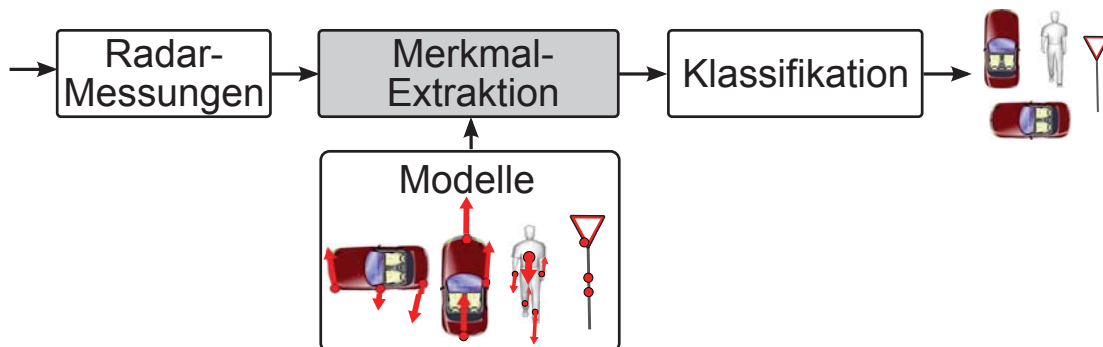 Radar-
Messungen
Merkmal-
Extraktion
Klassifikation
Modelle